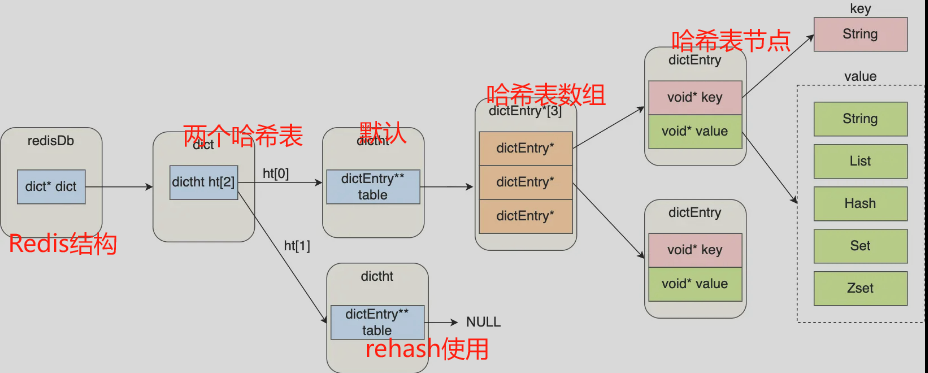 key
String
value
String
List
Hash
Set
Zset
哈希表节点
dictEntry
void* key
void* value
dictEntry
void* key
void* value
哈希表数组
dictEntry*[3]
dictEntry*
dictEntry*
dictEntry*
默认
dictht
dictEntry**
table
两个哈希表
dict
dictht ht[2]
ht[0]
ht[1]
redisDb
dict* dict
Redis结构
dictht
dictEntry**
table
NULL
rehash使用